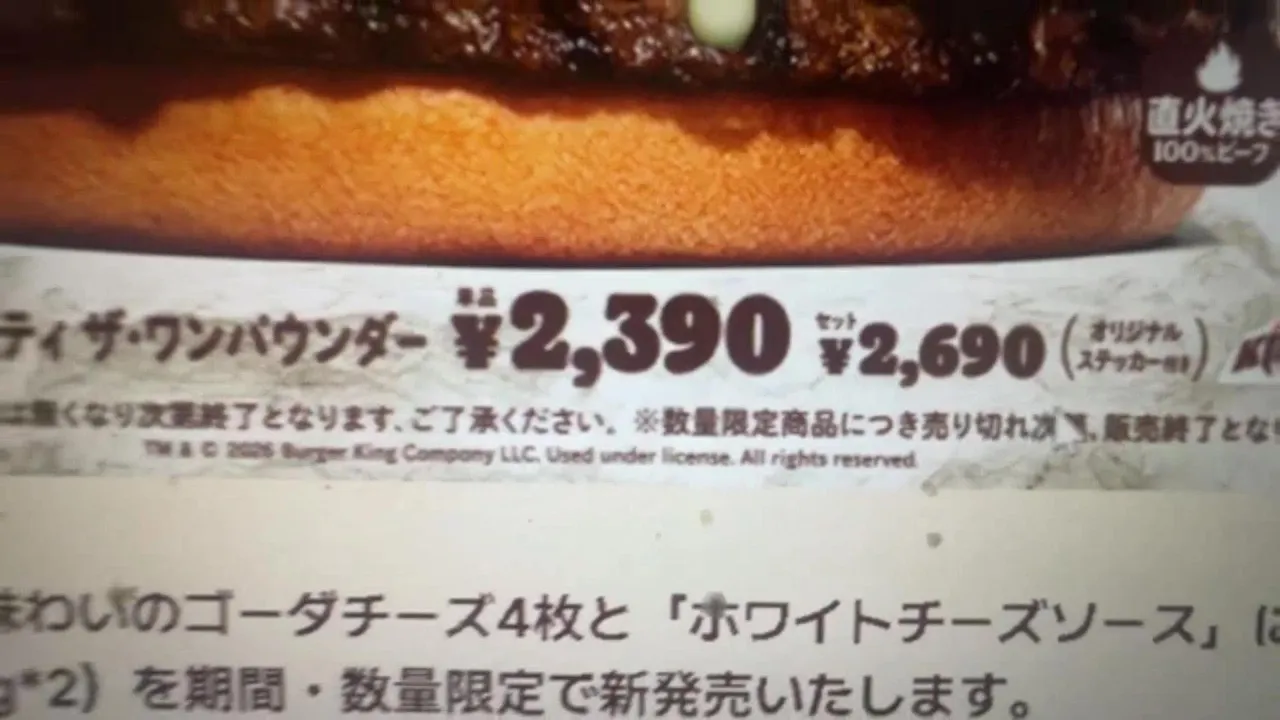 直火焼き
100%ビーフ
ティ ザ・ワンパウンダー 単品 ¥2,390 セット ¥2,690 (オリジナルステッカー付き)
なくなり次第終了となります、ご了承ください。※数量限定商品につき売り切れ次第、販売終了とな
TM & © 2026 Burger King Company LLC. Used under license. All rights reserved.
味わいのゴーダチーズ4枚と「ホワイトチーズソース」に
g*2）を期間・数量限定で新発売いたします。